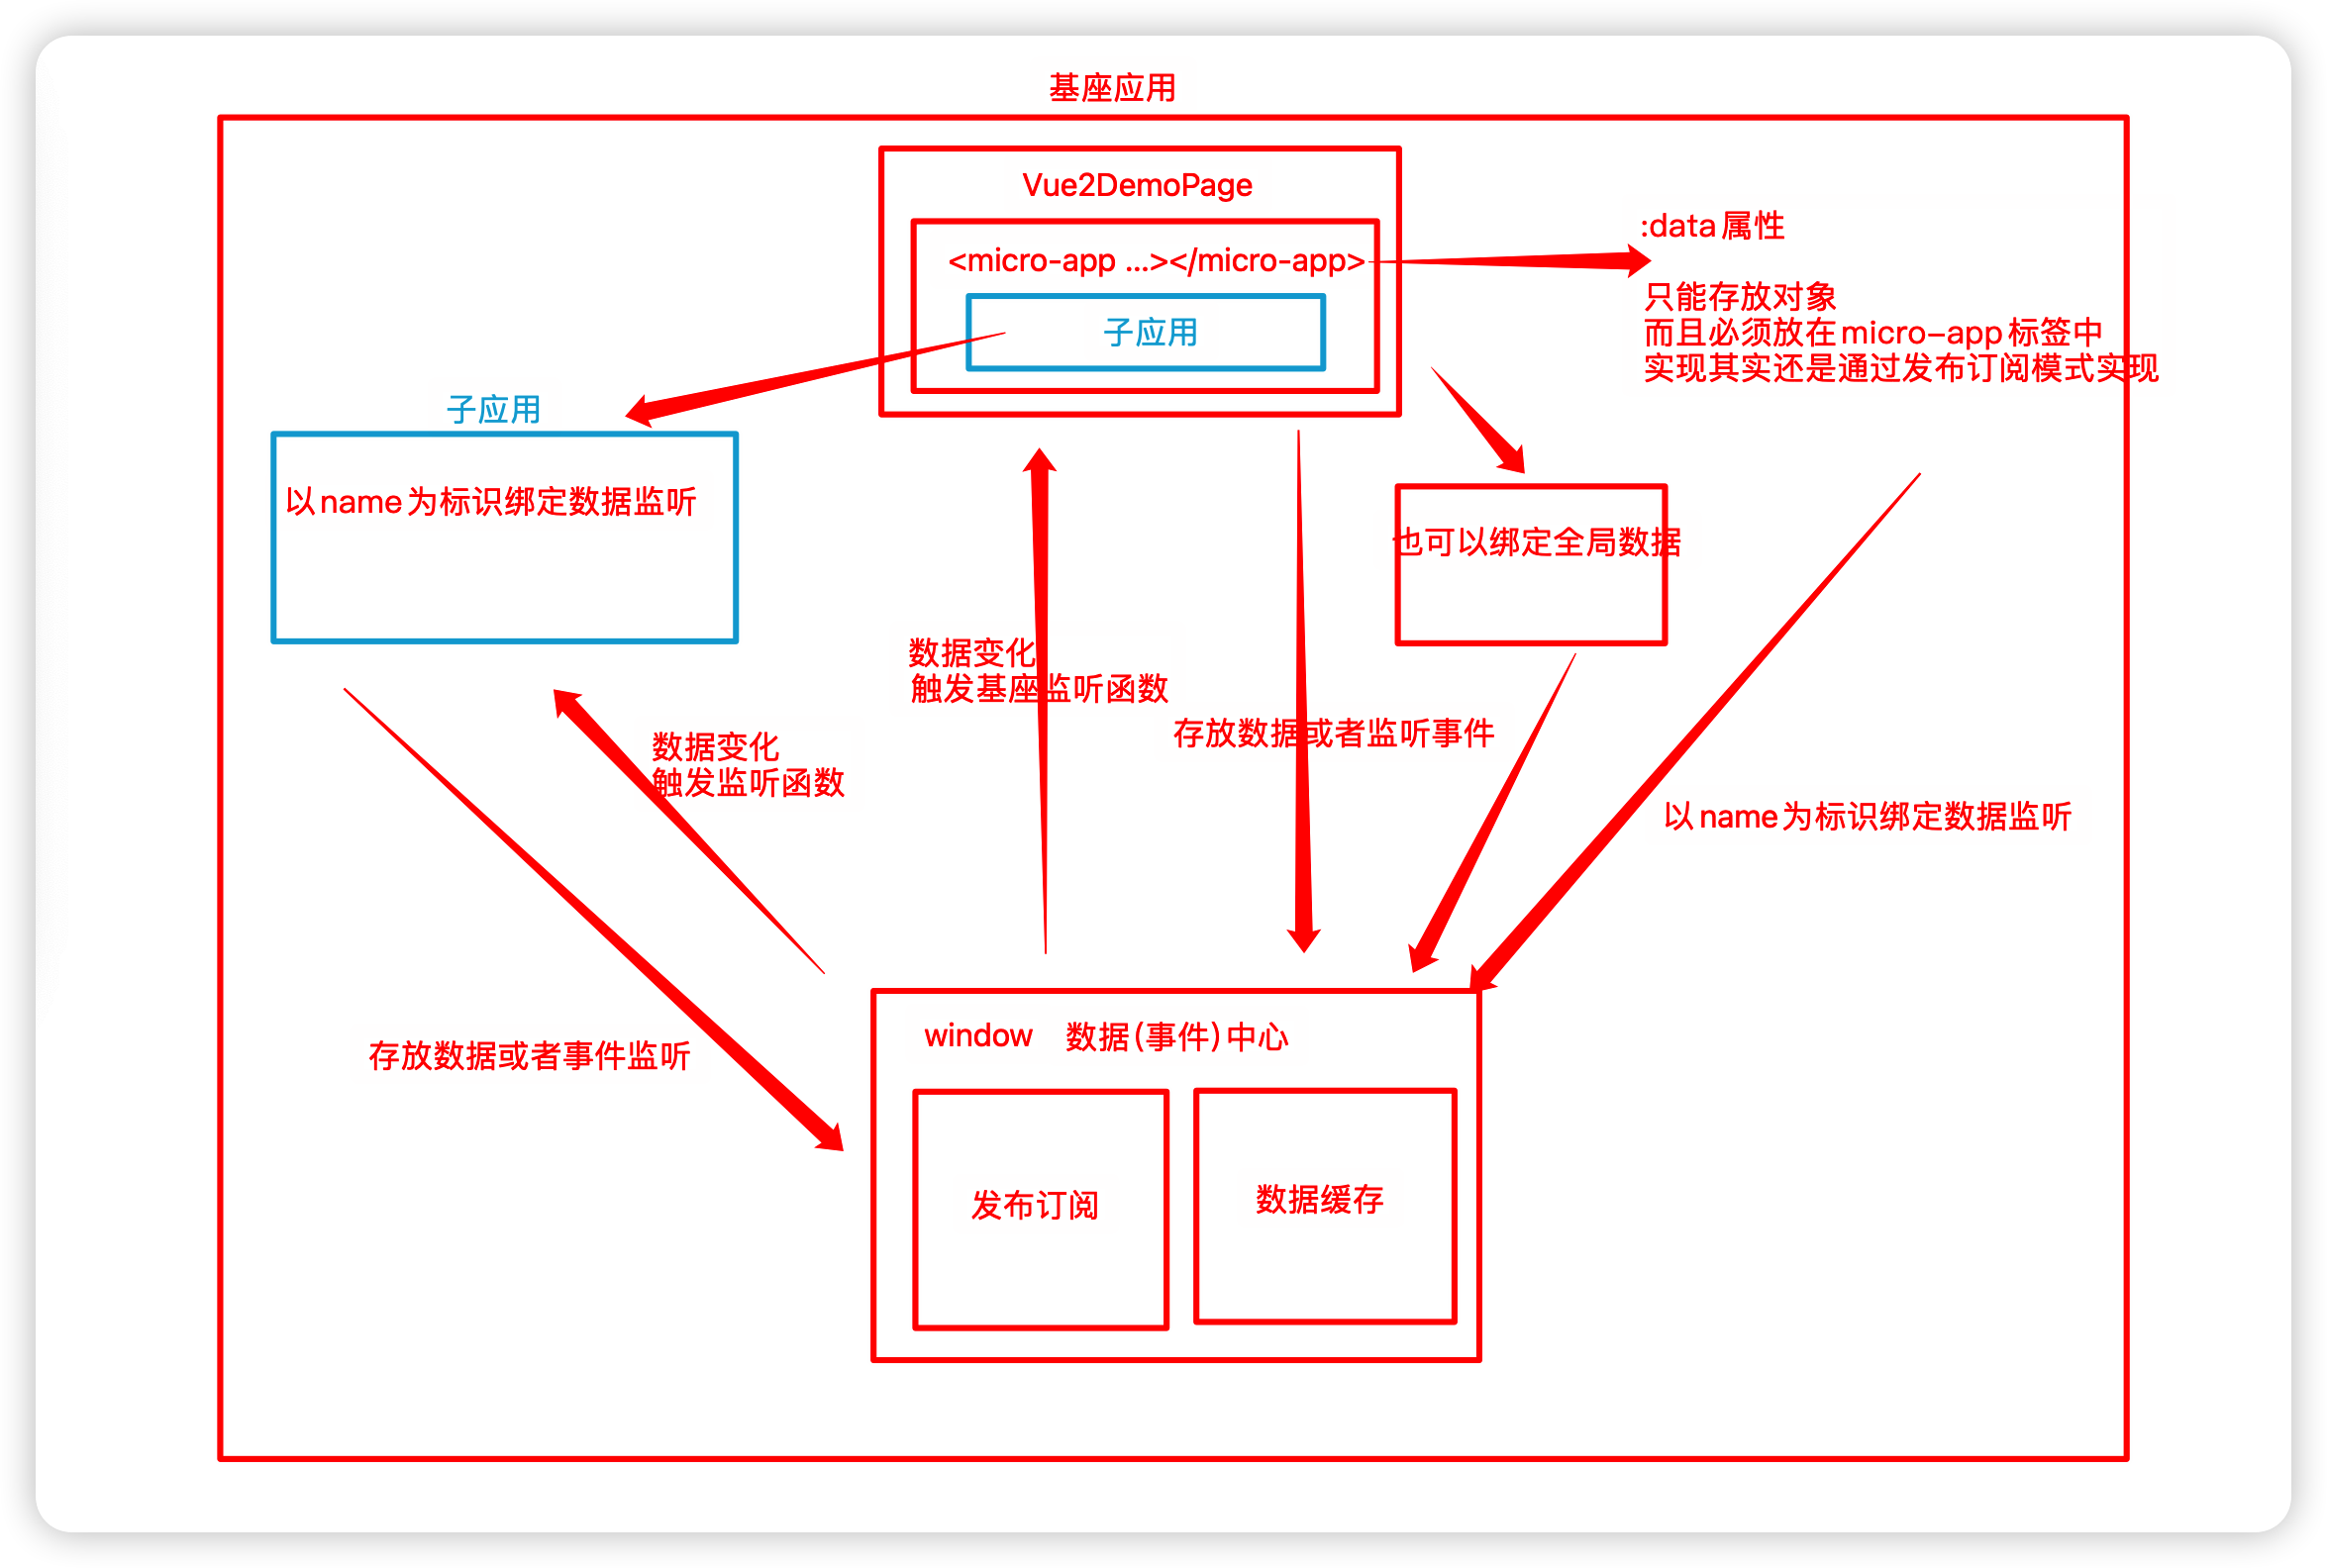 基座应用
Vue2DemoPage
<micro-app ...></micro-app>
子应用
:data属性
只能存放对象
而且必须放在micro-app标签中
实现其实还是通过发布订阅模式实现
子应用
以name为标识绑定数据监听
也可以绑定全局数据
数据变化
触发基座监听函数
数据变化
触发监听函数
存放数据或者监听事件
以name为标识绑定数据监听
存放数据或者事件监听
window 数据(事件)中心
发布订阅
数据缓存